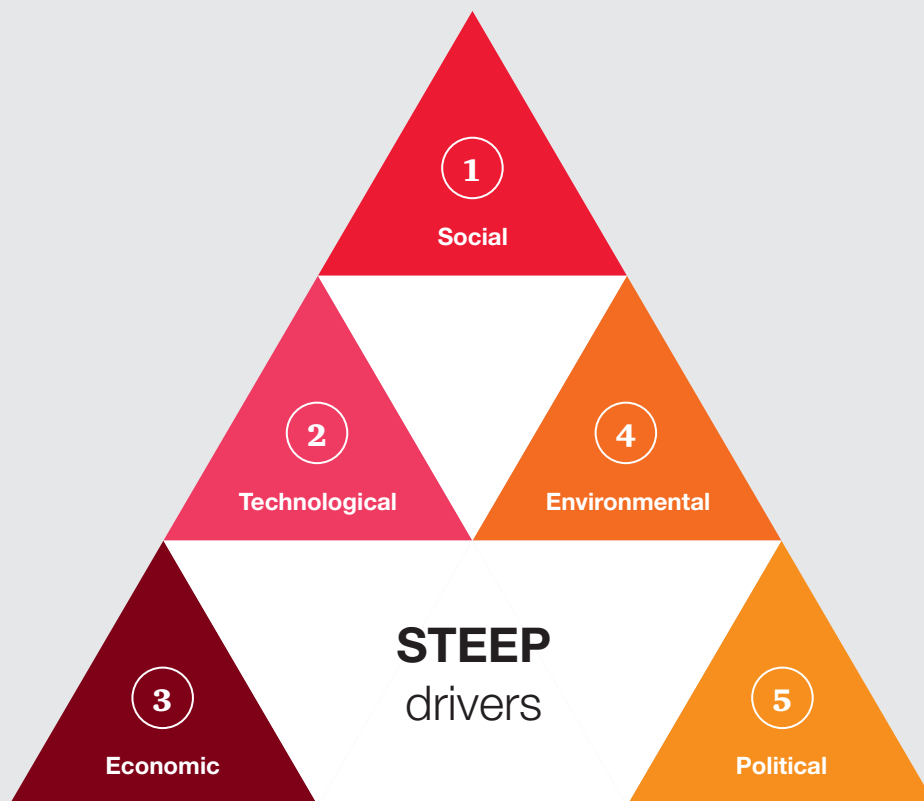 1
Social
2
Technological
4
Environmental
STEEP
drivers
3
Economic
5
Political